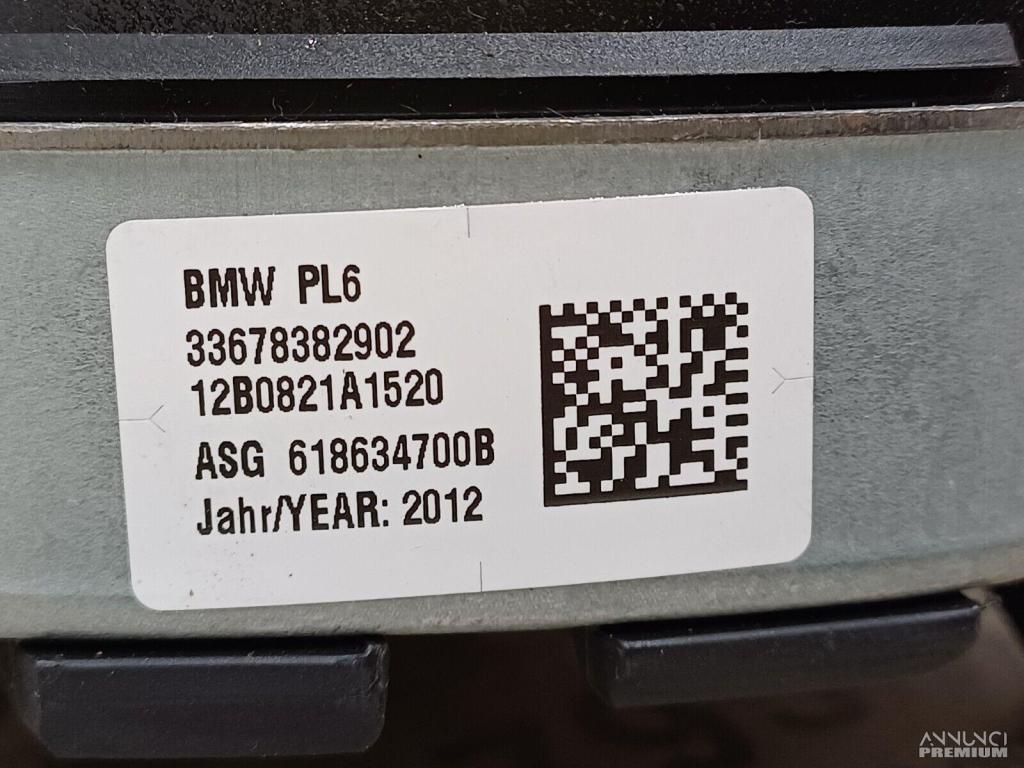 BMW PL6
33678382902
12B0821A1520
ASG 618634700B
Jahr/YEAR: 2012
ANNUNCI
PREMIUM